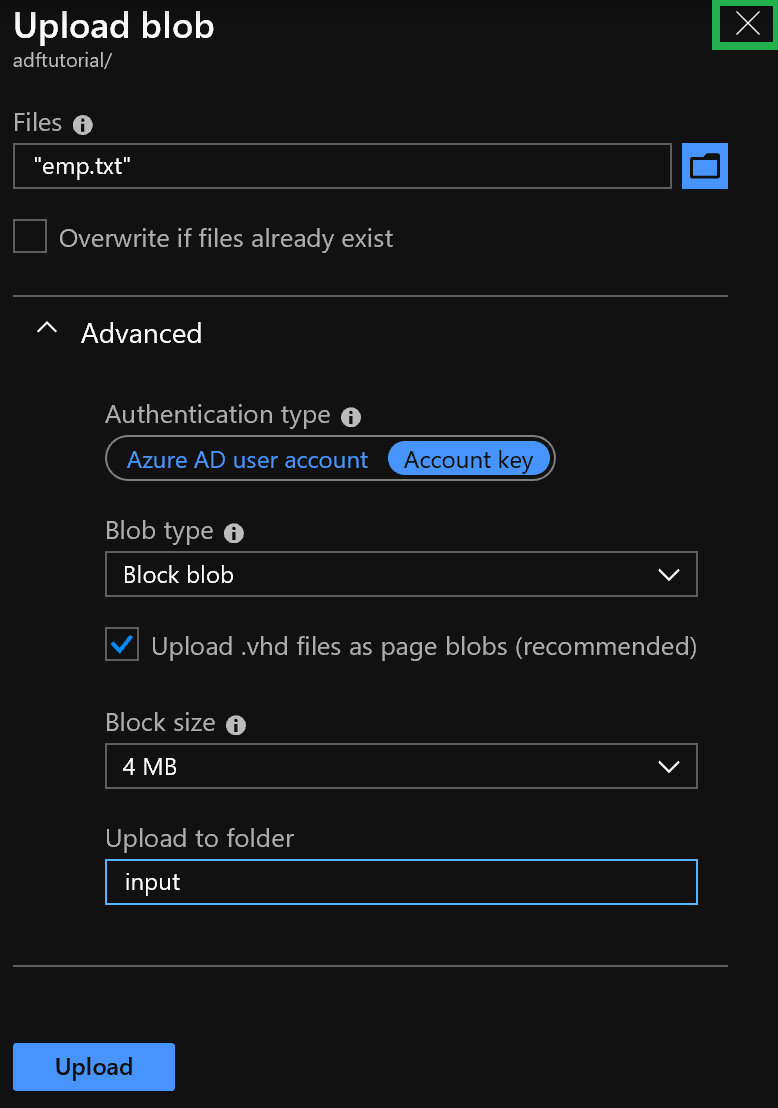 Upload blob
adftutorial/
Files
"emp.txt"
Overwrite if files already exist
Advanced
Authentication type
Azure AD user account Account key
Blob type
Block blob
Upload .vhd files as page blobs (recommended)
Block size
4 MB
Upload to folder
input
Upload